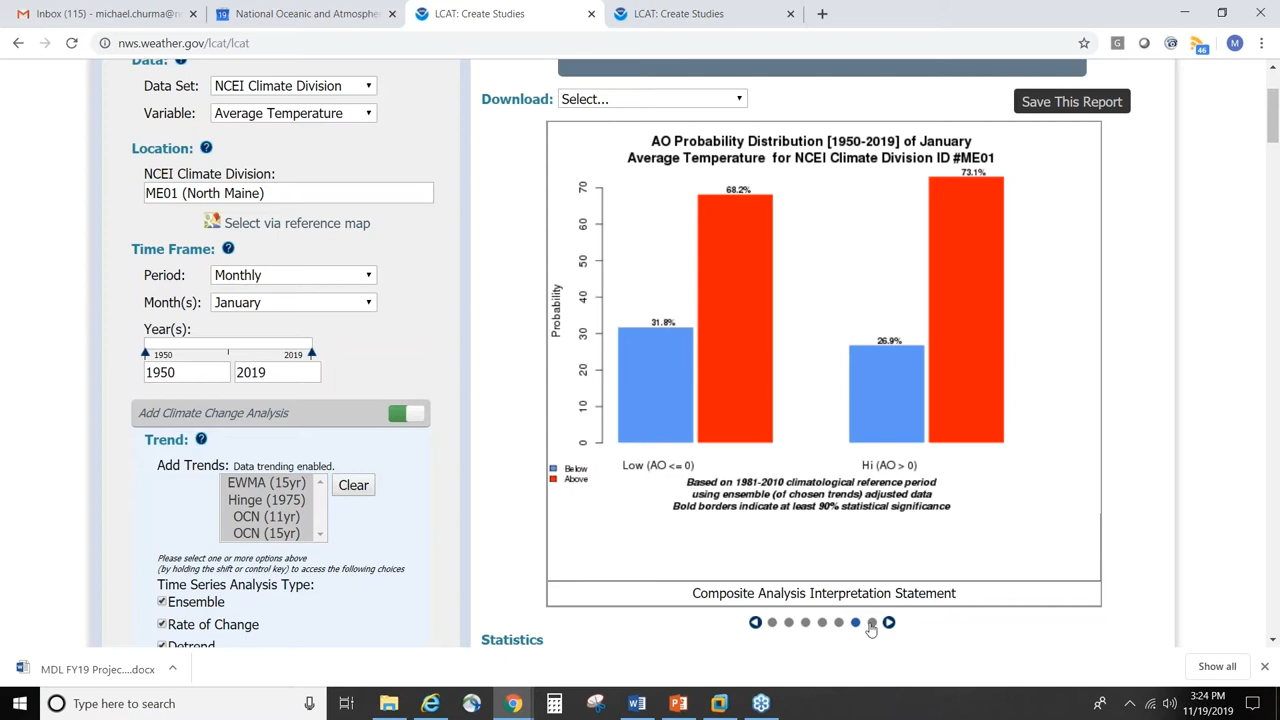 Inbox (115) - michael.churma@n
National Oceanic and Atmosphe
LCAT: Create Studies
LCAT: Create Studies
nws.weather.gov/lcat/lcat
G
46
M
Data:
Data Set: NCEI Climate Division
Variable: Average Temperature
Location:
NCEI Climate Division:
ME01 (North Maine)
Select via reference map
Time Frame:
Period: Monthly
Month(s): January
Year(s):
1950 2019
1950 2019
Add Climate Change Analysis
Trend:
Add Trends: Data trending enabled.
EWMA (15yr)
Hinge (1975)
OCN (11yr)
OCN (15yr)
Clear
Please select one or more options above
(by holding the shift or control key) to access the following choices
Time Series Analysis Type:
Ensemble
Rate of Change
Detrend
Download: Select...
Save This Report
AO Probability Distribution [1950-2019] of January
Average Temperature for NCEI Climate Division ID #ME01
73.1%
68.2%
31.8%
26.9%
Probability
70
60
50
40
30
20
10
0
Low (AO <= 0)
Hi (AO > 0)
Below
Above
Based on 1981-2010 climatological reference period
using ensemble (of chosen trends) adjusted data
Bold borders indicate at least 90% statistical significance
Composite Analysis Interpretation Statement
Statistics
MDL FY19 Projec....docx
Show all
Type here to search
3:24 PM
11/19/2019